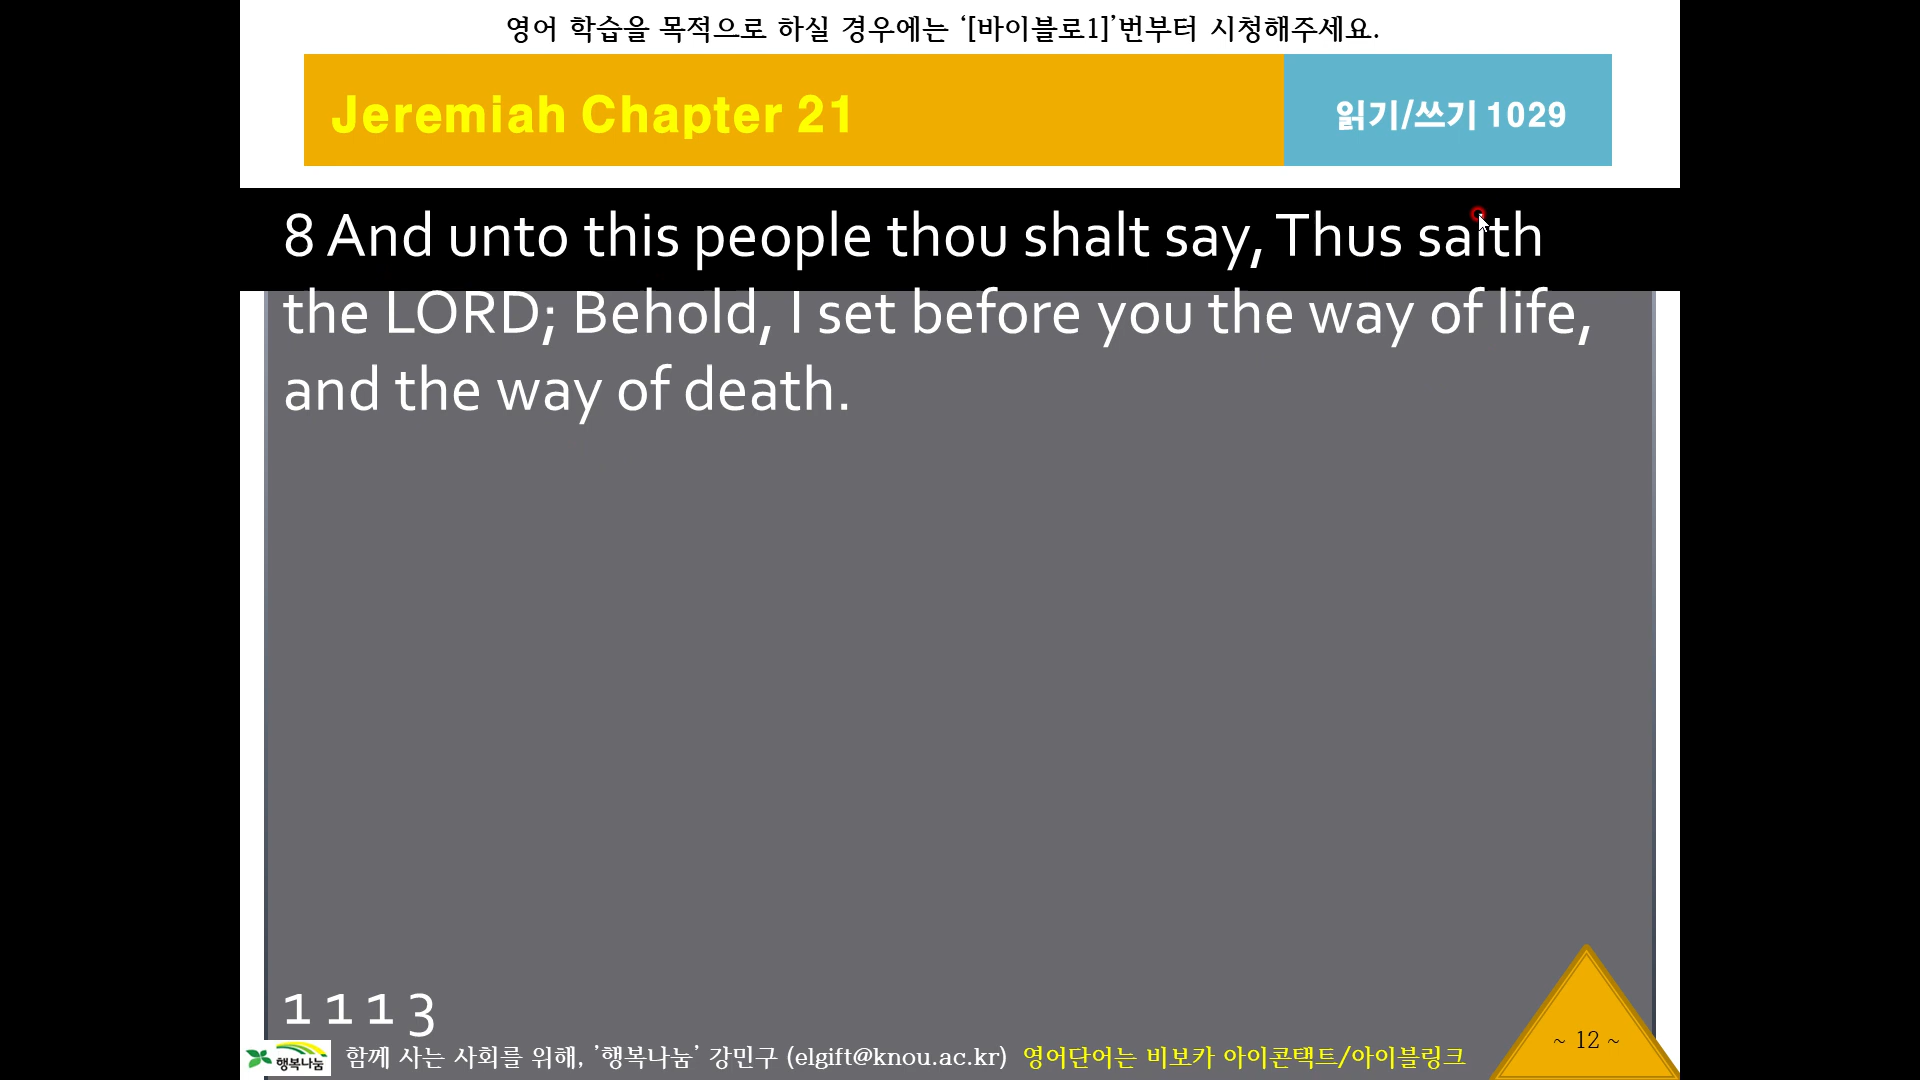 영어 학습을 목적으로 하실 경우에는 ‘[바이블로1]’번부터 시청해주세요.
Jeremiah Chapter 21
읽기/쓰기 1029
8 And unto this people thou shalt say, Thus saith
the LORD; Behold, I set before you the way of life,
and the way of death.
1 1 1 3
행복나눔
함께 사는 사회를 위해, ’행복나눔’ 강민구 (elgift@knou.ac.kr) 영어단어는 비보카 아이콘택트/아이블링크
~ 12 ~